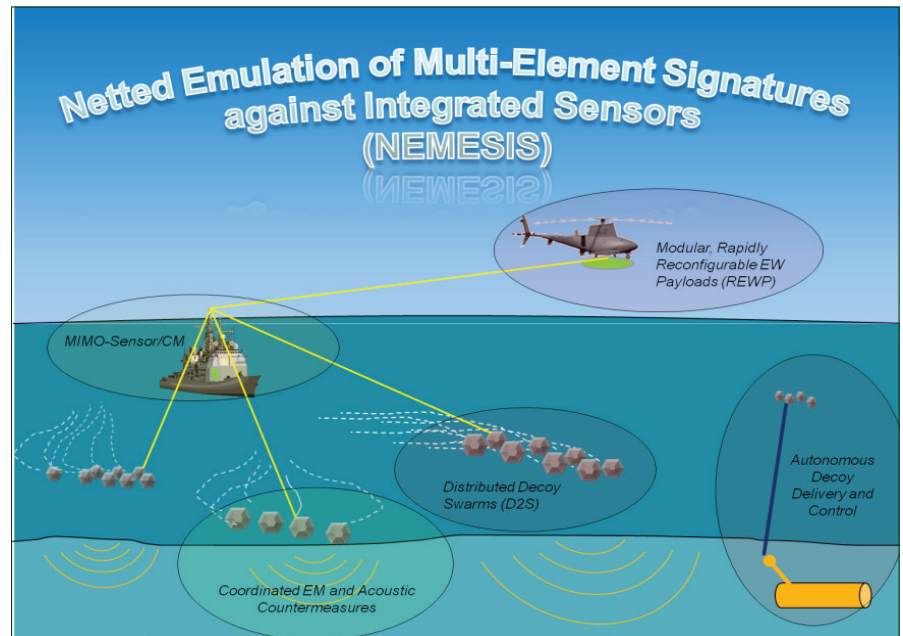 Netted Emulation of Multi-Element Signatures
against Integrated Sensors
(NEMESIS)
Modular, Rapidly
Reconfigurable EW
Payloads (REWP)
MIMO-Sensor/CM
Distributed Decoy
Swarms (D2S)
Autonomous
Decoy
Delivery and
Control
Coordinated EM and Acoustic
Countermeasures